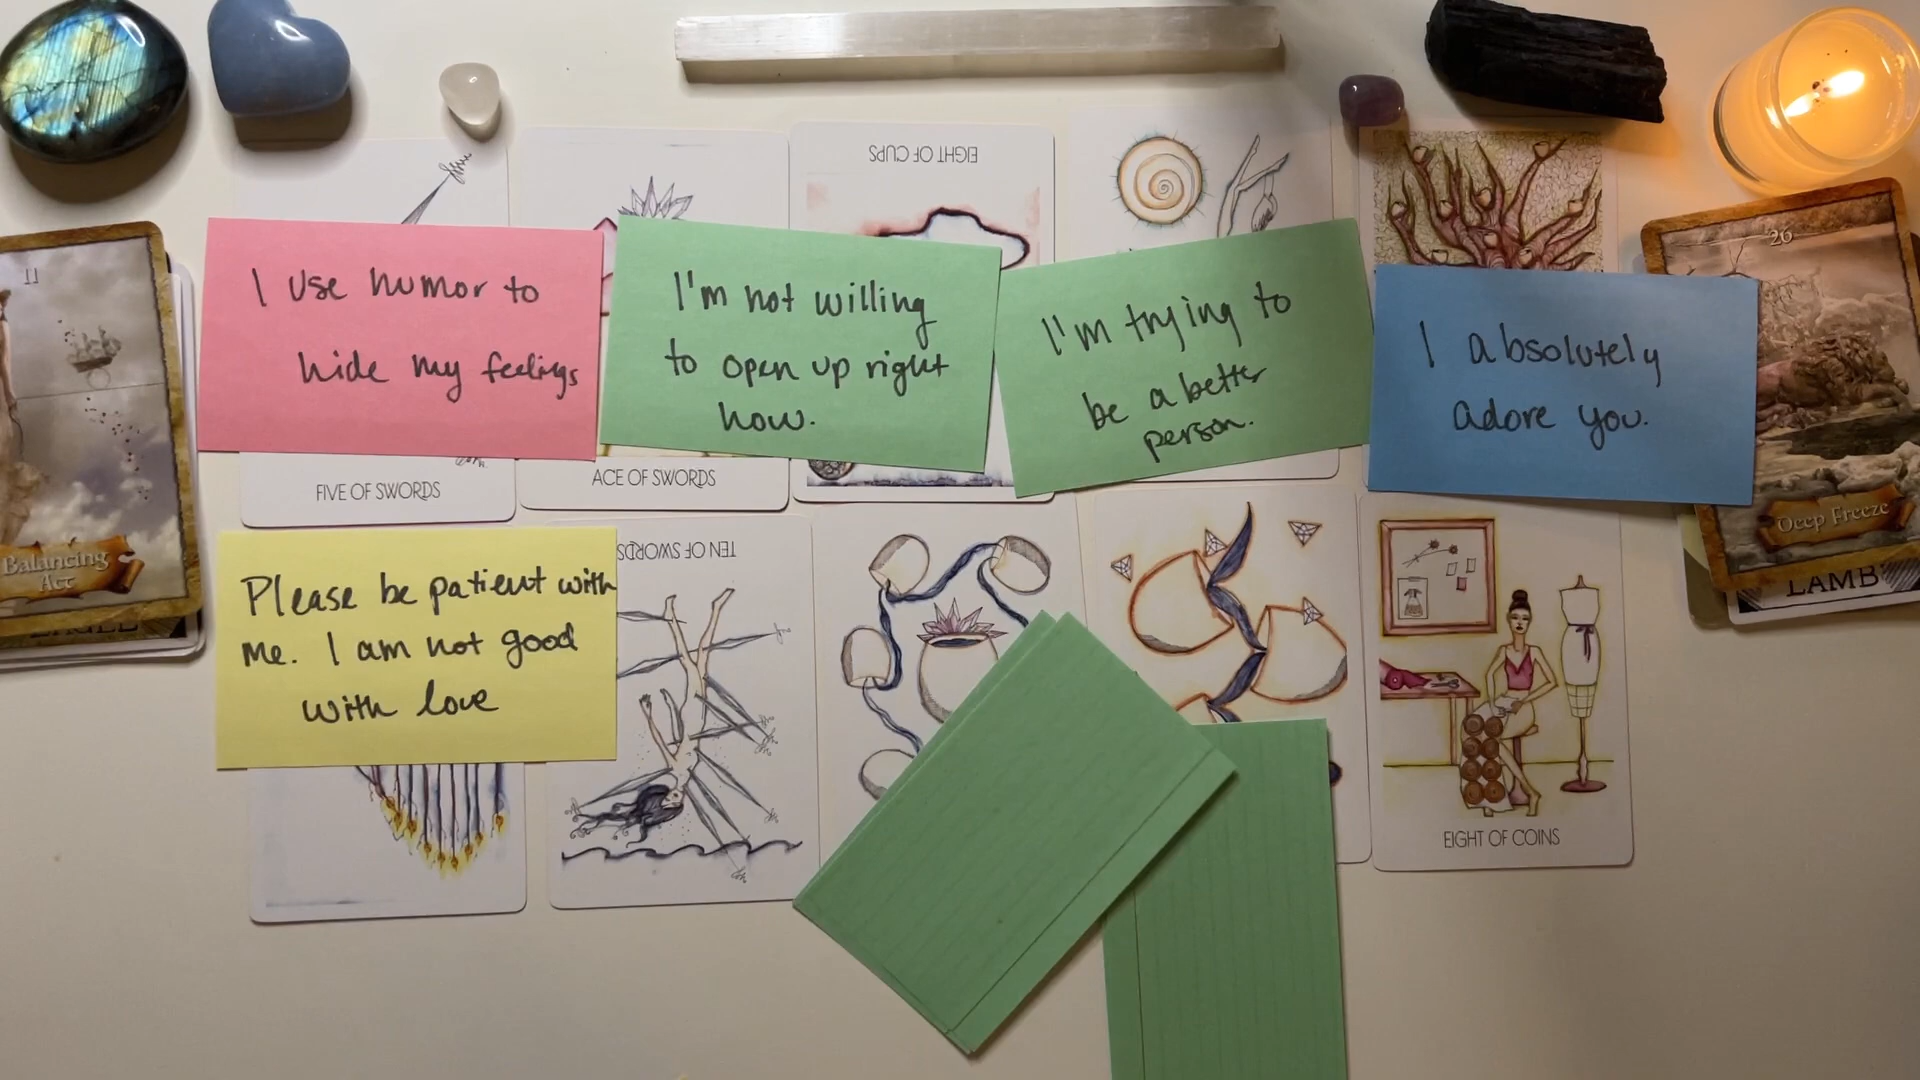 EIGHT OF CUPS
11
26
I use humor to
hide my feelings
I'm not willing
to open up right
now.
I'm trying to
be a better
person.
I absolutely
adore you.
FIVE OF SWORDS
ACE OF SWORDS
Balancing
Act
Deep Freeze
LAMB
Please be patient with
me. I am not good
with love
TEN OF SWORDS
EIGHT OF COINS